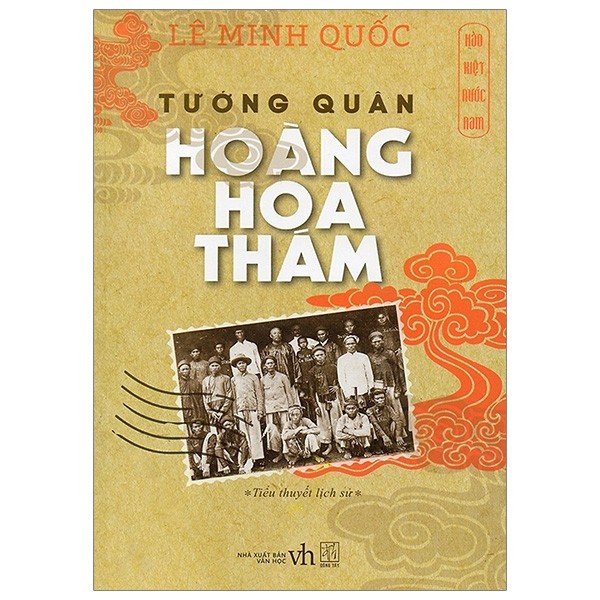 LÊ MINH QUỐC
HÀO
KIỆT
NƯỚC
NAM
TƯỚNG QUÂN
HOÀNG
HOA
THÁM
*Tiểu thuyết lịch sử*
NHÀ XUẤT BẢN
VĂN HỌC
vh
ĐÔNG TÂY